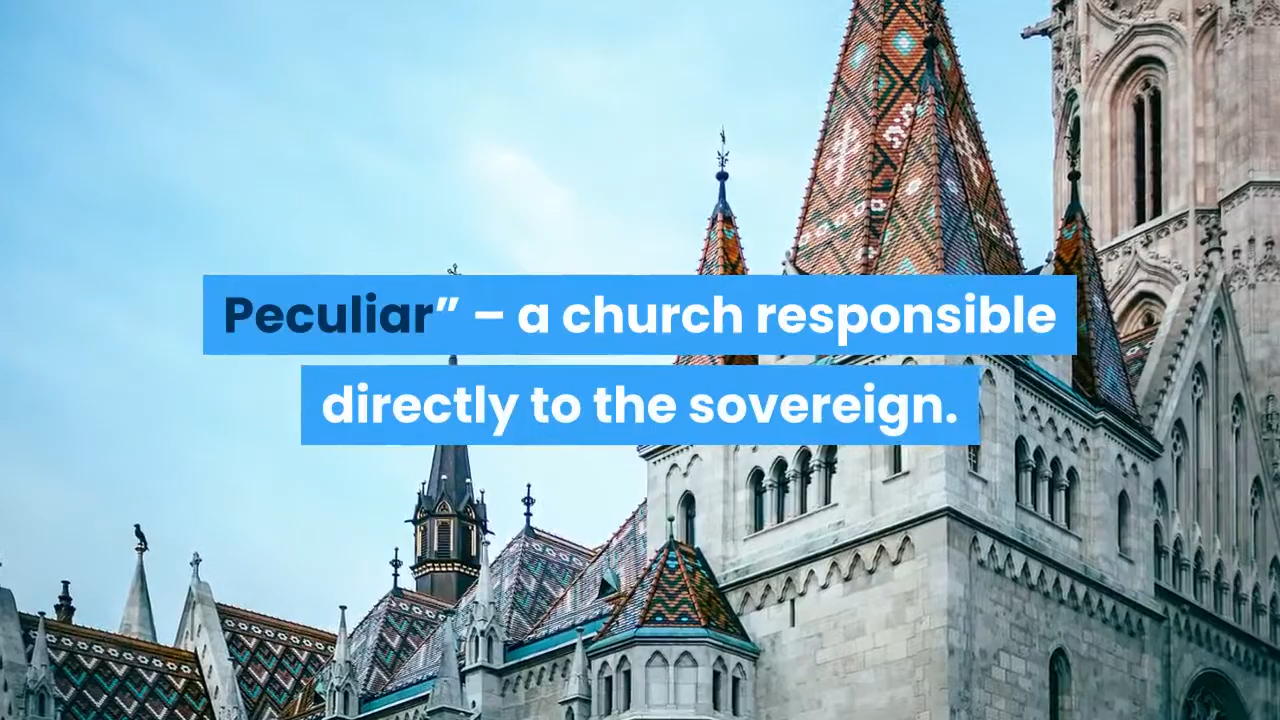 Peculiar” – a church responsible
directly to the sovereign.